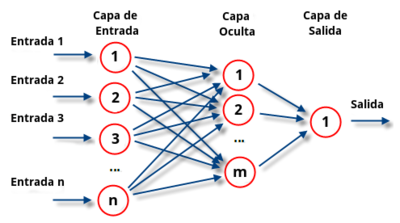 Capa de
Entrada
Capa
Oculta
Capa de
Salida
Entrada 1
1
Entrada 2
2
Entrada 3
3
...
Entrada n
n
1
2
...
m
1
Salida